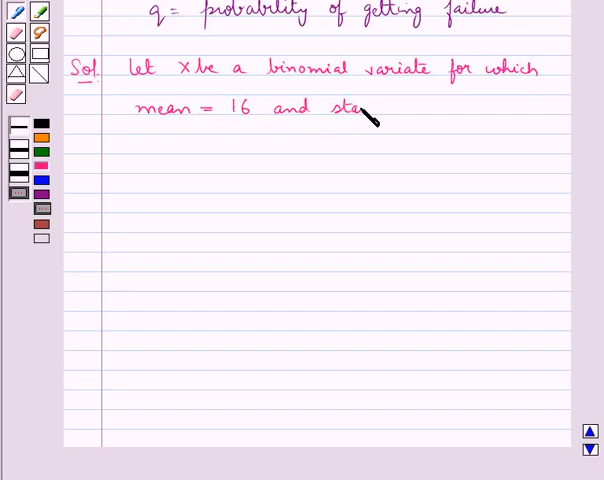 q = probability of getting failure
Sol. Let X be a binomial variate for which
mean = 16 and sta